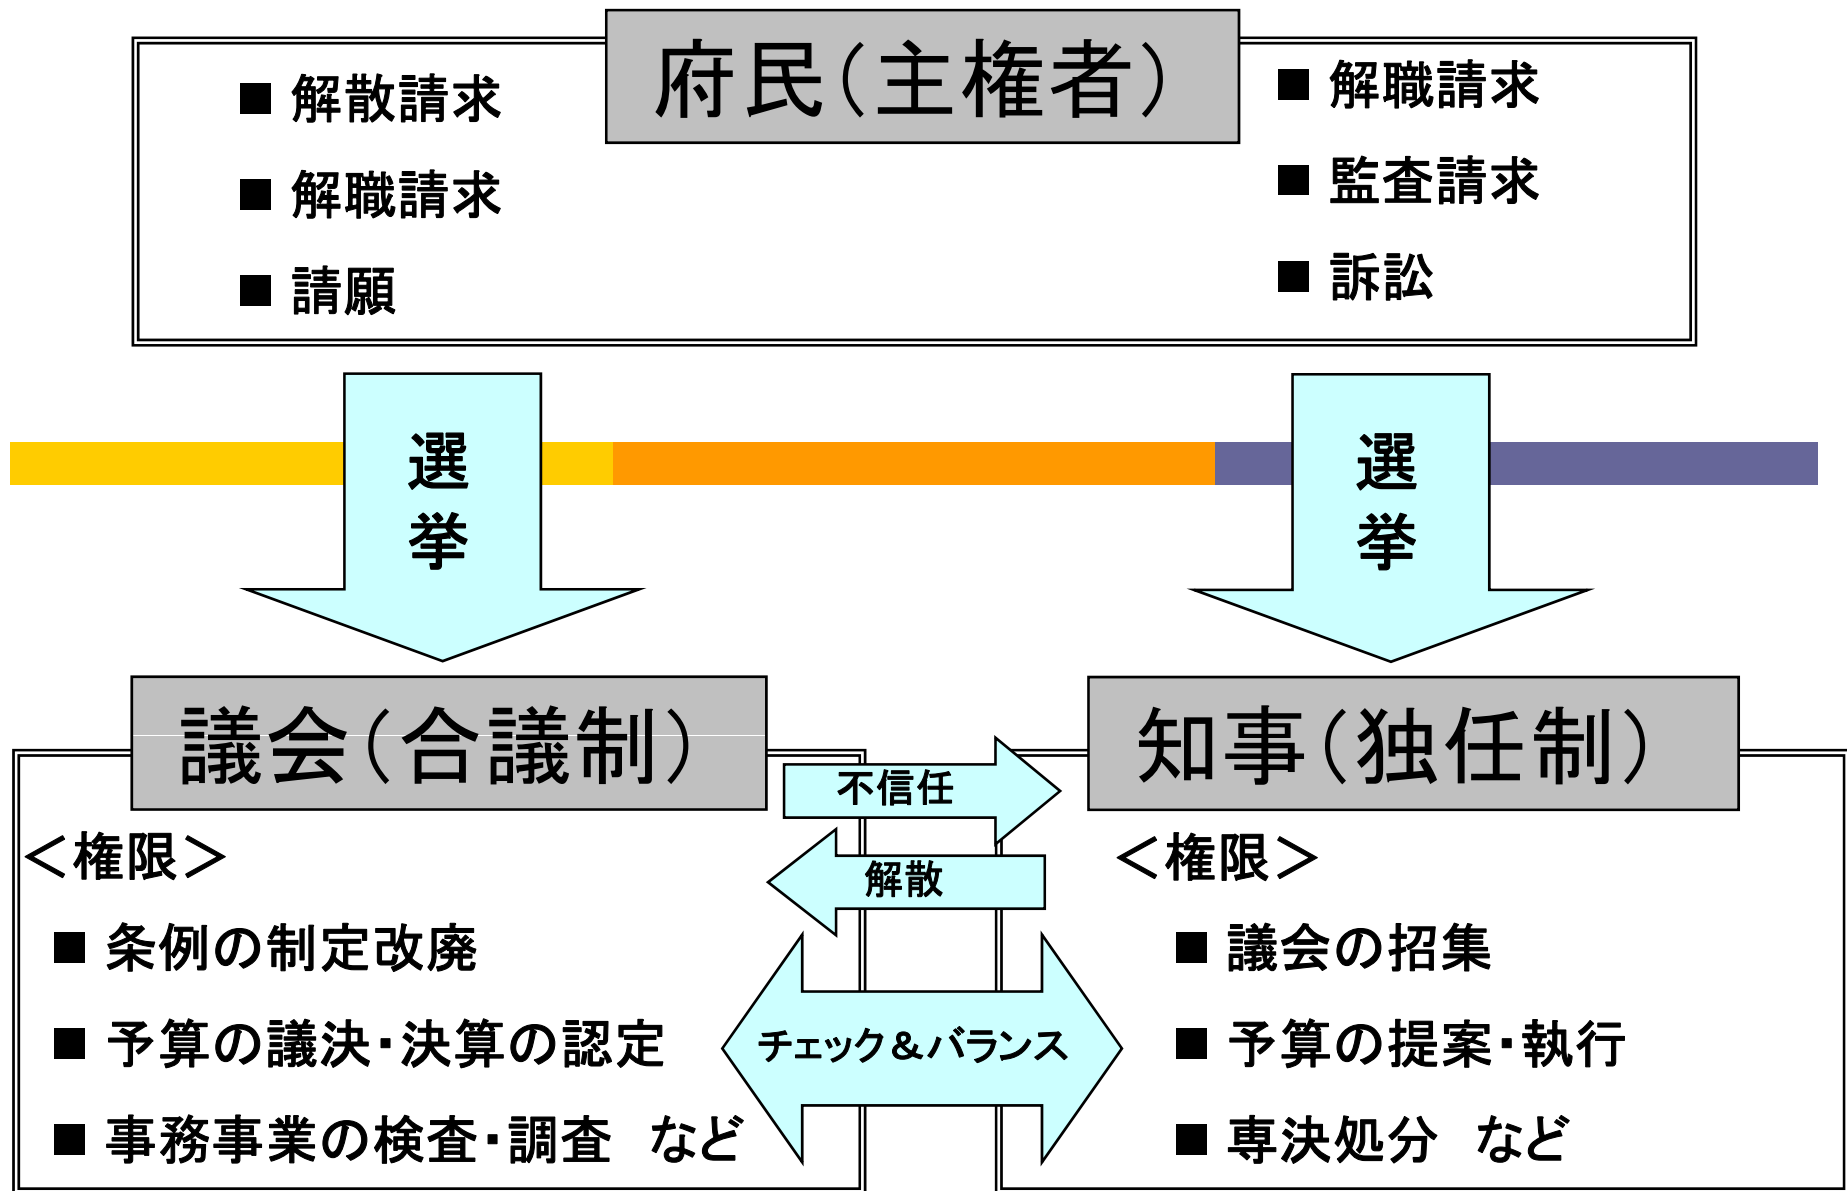 府民（主権者）
■ 解散請求
■ 解職請求
■ 請願
■ 解職請求
■ 監査請求
■ 訴訟
選挙
選挙
議会（合議制）
＜権限＞
■ 条例の制定改廃
■ 予算の議決・決算の認定
■ 事務事業の検査・調査　など
不信任
解散
チェック＆バランス
知事（独任制）
＜権限＞
■ 議会の招集
■ 予算の提案・執行
■ 専決処分　など